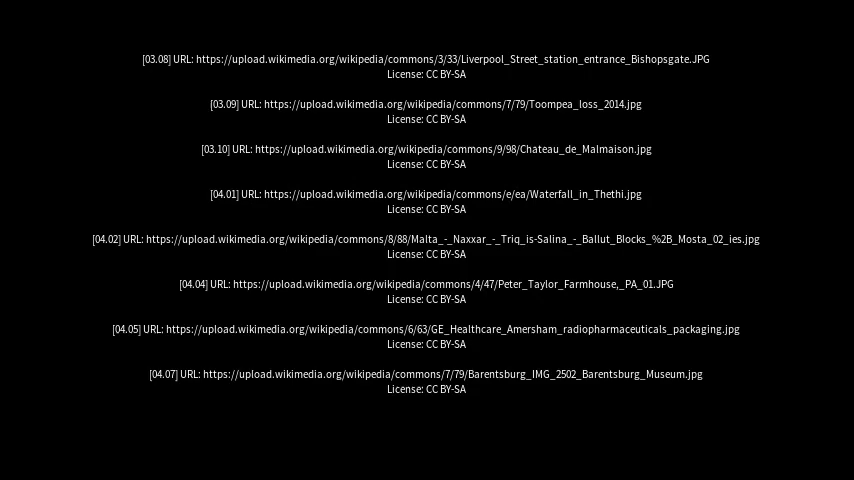 [03.08] URL: https://upload.wikimedia.org/wikipedia/commons/3/33/Liverpool_Street_station_entrance_Bishopsgate.JPG
License: CC BY-SA
[03.09] URL: https://upload.wikimedia.org/wikipedia/commons/7/79/Toompea_loss_2014.jpg
License: CC BY-SA
[03.10] URL: https://upload.wikimedia.org/wikipedia/commons/9/98/Chateau_de_Malmaison.jpg
License: CC BY-SA
[04.01] URL: https://upload.wikimedia.org/wikipedia/commons/e/ea/Waterfall_in_Thethi.jpg
License: CC BY-SA
[04.02] URL: https://upload.wikimedia.org/wikipedia/commons/8/88/Malta_-_Naxxar_-_Triq_is-Salina_-_Ballut_Blocks_%2B_Mosta_02_ies.jpg
License: CC BY-SA
[04.04] URL: https://upload.wikimedia.org/wikipedia/commons/4/47/Peter_Taylor_Farmhouse,_PA_01.JPG
License: CC BY-SA
[04.05] URL: https://upload.wikimedia.org/wikipedia/commons/6/63/GE_Healthcare_Amersham_radiopharmaceuticals_packaging.jpg
License: CC BY-SA
[04.07] URL: https://upload.wikimedia.org/wikipedia/commons/7/79/Barentsburg_IMG_2502_Barentsburg_Museum.jpg
License: CC BY-SA